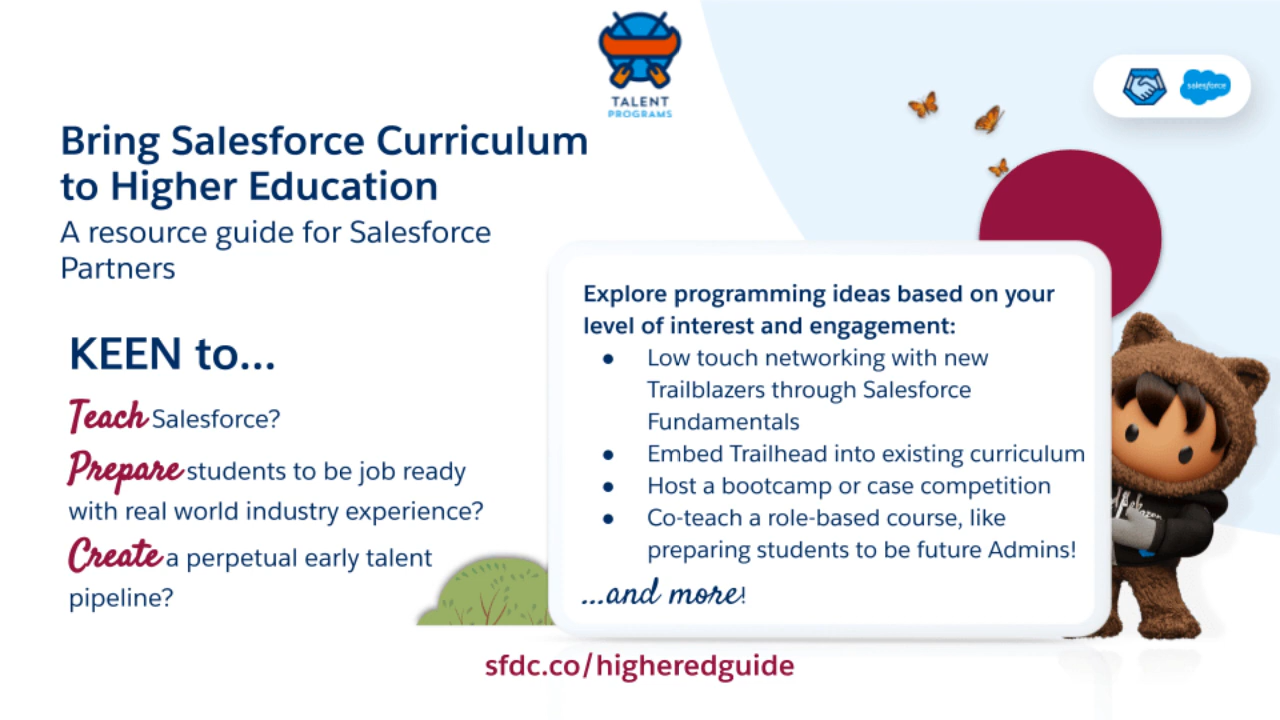 TALENT
PROGRAMS
salesforce
Bring Salesforce Curriculum
to Higher Education
A resource guide for Salesforce
Partners
KEEN to...
Teach Salesforce?
Prepare students to be job ready
with real world industry experience?
Create a perpetual early talent
pipeline?
Explore programming ideas based on your
level of interest and engagement:
● Low touch networking with new
Trailblazers through Salesforce
Fundamentals
● Embed Trailhead into existing curriculum
● Host a bootcamp or case competition
● Co-teach a role-based course, like
preparing students to be future Admins!
...and more!
sfdc.co/higheredguide